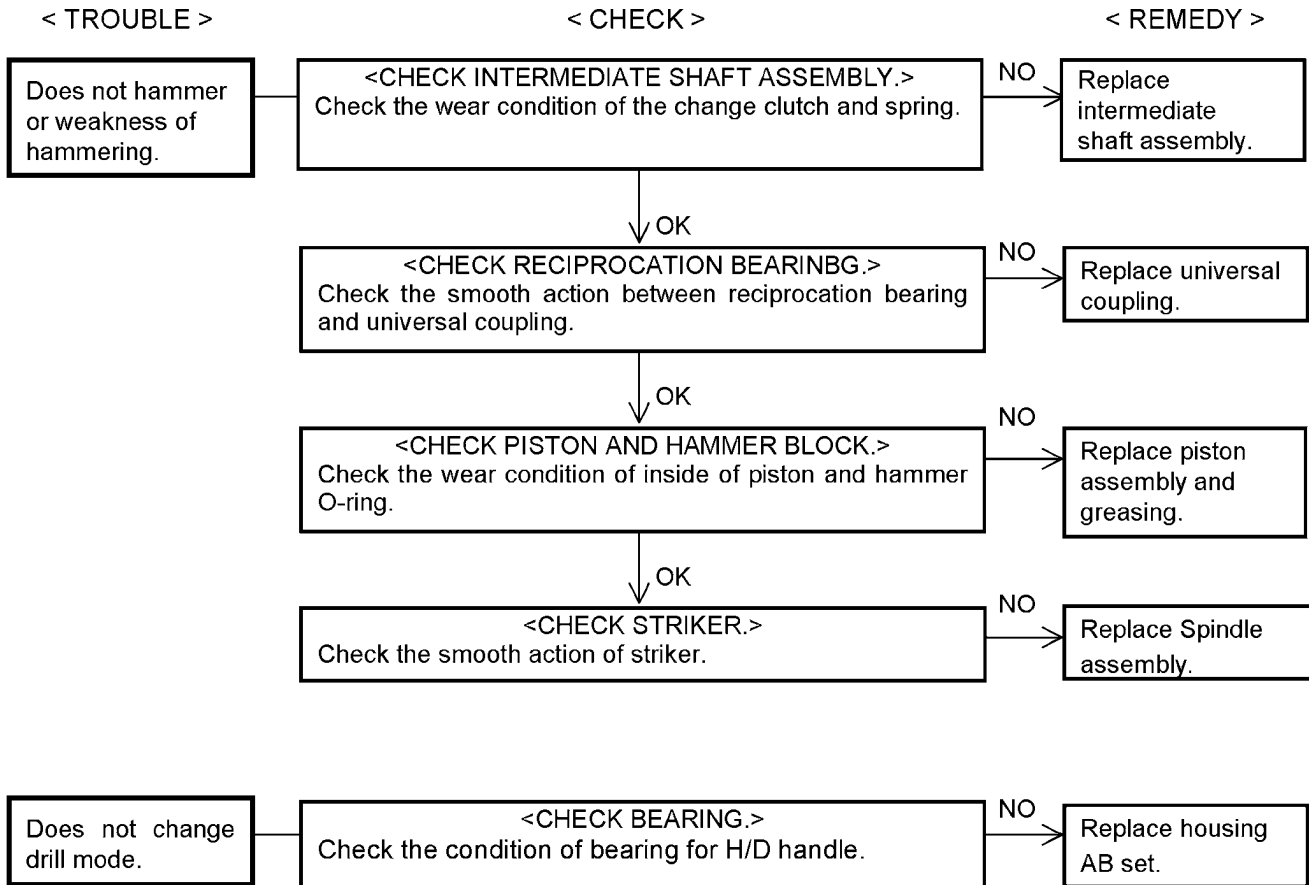 < TROUBLE >
< CHECK >
< REMEDY >
Does not hammer
or weakness of
hammering.
<CHECK INTERMEDIATE SHAFT ASSEMBLY.>
Check the wear condition of the change clutch and spring.
NO
Replace
intermediate
shaft assembly.
OK
<CHECK RECIPROCATION BEARINBG.>
Check the smooth action between reciprocation bearing
and universal coupling.
NO
Replace universal
coupling.
OK
<CHECK PISTON AND HAMMER BLOCK.>
Check the wear condition of inside of piston and hammer
O-ring.
NO
Replace piston
assembly and
greasing.
OK
<CHECK STRIKER.>
Check the smooth action of striker.
NO
Replace Spindle
assembly.
Does not change
drill mode.
<CHECK BEARING.>
Check the condition of bearing for H/D handle.
NO
Replace housing
AB set.